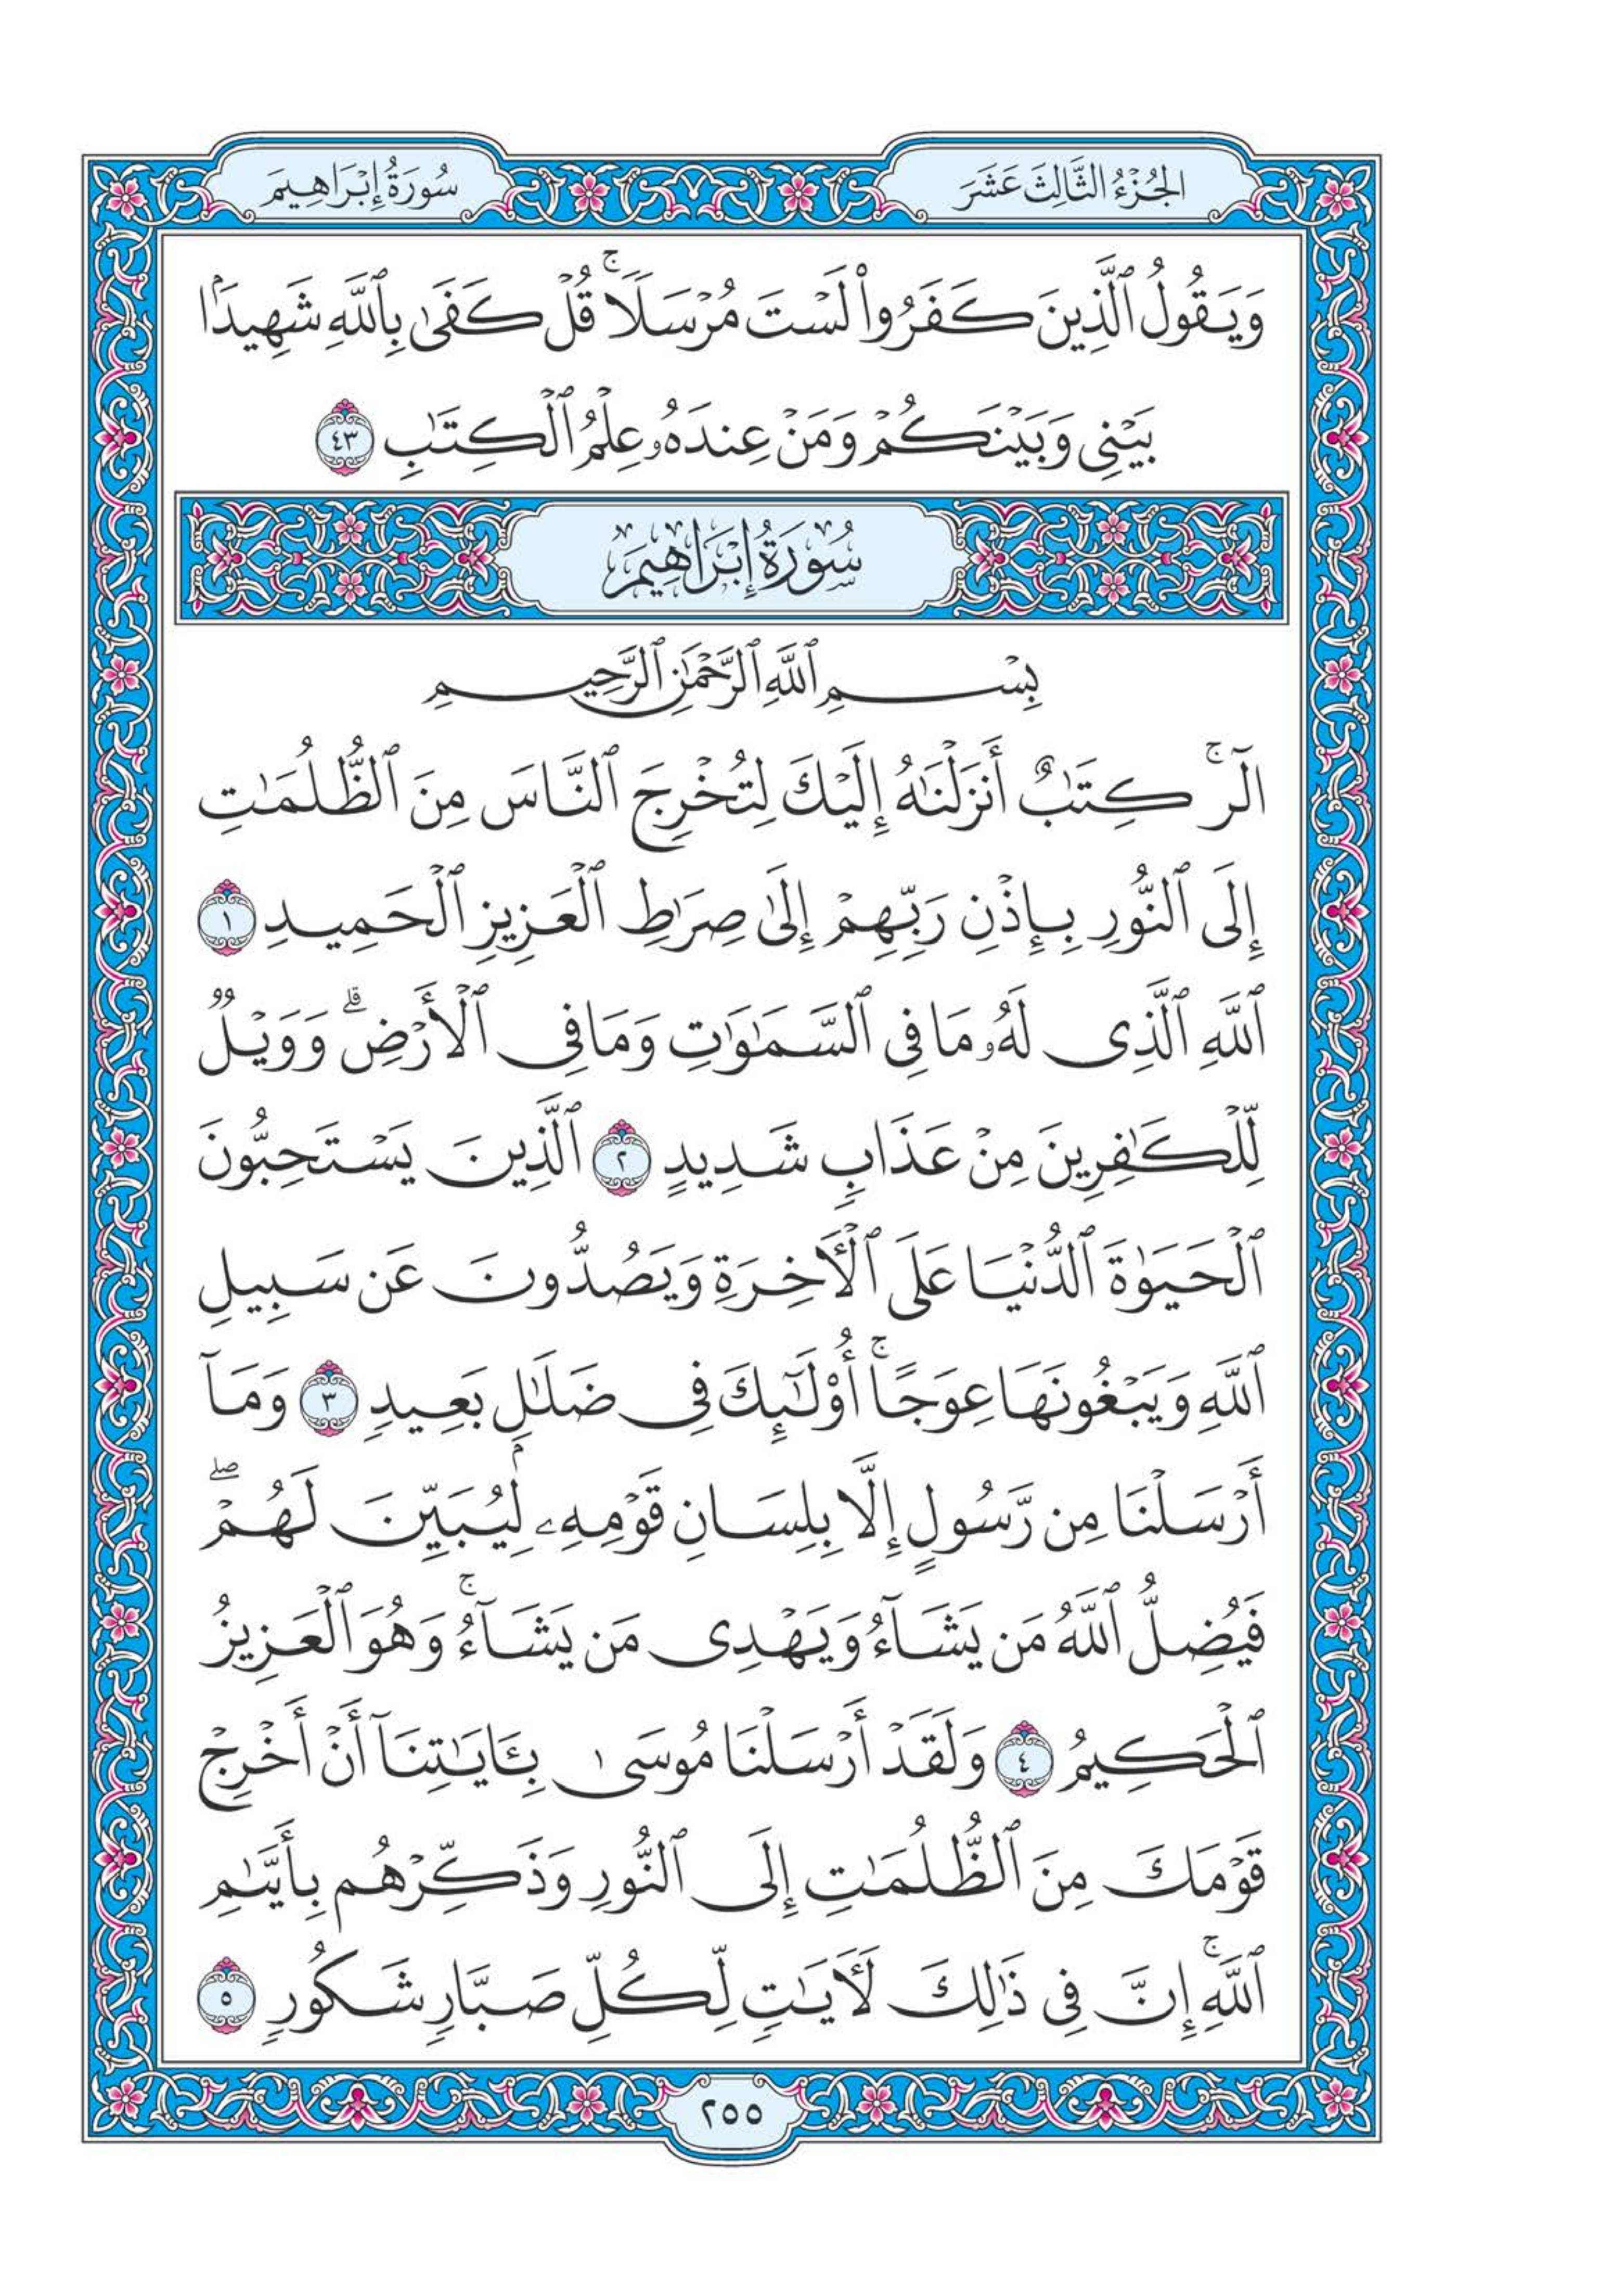 الجُزْءُ الثَّالِثَ عَشَرَ
سُورَةُ إِبْرَاهِيمَ
وَيَقُولُ ٱلَّذِينَ كَفَرُوا۟ لَسْتَ مُرْسَلًا ۚ قُلْ كَفَىٰ بِٱللَّهِ شَهِيدًۢا
بَيْنِى وَبَيْنَكُمْ وَمَنْ عِندَهُۥ عِلْمُ ٱلْكِتَـٰبِ ٤٣
سُورَةُ إِبْرَاهِيمَ
بِسْمِ ٱللَّهِ ٱلرَّحْمَـٰنِ ٱلرَّحِيمِ
الٓر ۚ كِتَـٰبٌ أَنزَلْنَـٰهُ إِلَيْكَ لِتُخْرِجَ ٱلنَّاسَ مِنَ ٱلظُّلُمَـٰتِ
إِلَى ٱلنُّورِ بِإِذْنِ رَبِّهِمْ إِلَىٰ صِرَٰطِ ٱلْعَزِيزِ ٱلْحَمِيدِ ١
ٱللَّهِ ٱلَّذِى لَهُۥ مَا فِى ٱلسَّمَـٰوَٰتِ وَمَا فِى ٱلْأَرْضِ ۗ وَوَيْلٌ
لِّلْكَـٰفِرِينَ مِنْ عَذَابٍ شَدِيدٍ ٢ ٱلَّذِينَ يَسْتَحِبُّونَ
ٱلْحَيَوٰةَ ٱلدُّنْيَا عَلَى ٱلْـَٔاخِرَةِ وَيَصُدُّونَ عَن سَبِيلِ
ٱللَّهِ وَيَبْغُونَهَا عِوَجًا ۚ أُو۟لَـٰٓئِكَ فِى ضَلَـٰلٍۭ بَعِيدٍ ٣ وَمَآ
أَرْسَلْنَا مِن رَّسُولٍ إِلَّا بِلِسَانِ قَوْمِهِۦ لِيُبَيِّنَ لَهُمْ ۖ
فَيُضِلُّ ٱللَّهُ مَن يَشَآءُ وَيَهْدِى مَن يَشَآءُ ۚ وَهُوَ ٱلْعَزِيزُ
ٱلْحَكِيمُ ٤ وَلَقَدْ أَرْسَلْنَا مُوسَىٰ بِـَٔايَـٰتِنَآ أَنْ أَخْرِجْ
قَوْمَكَ مِنَ ٱلظُّلُمَـٰتِ إِلَى ٱلنُّورِ وَذَكِّرْهُم بِأَيَّىٰمِ
ٱللَّهِ ۚ إِنَّ فِى ذَٰلِكَ لَـَٔايَـٰتٍ لِّكُلِّ صَبَّارٍ شَكُورٍ ٥
٢٥٥